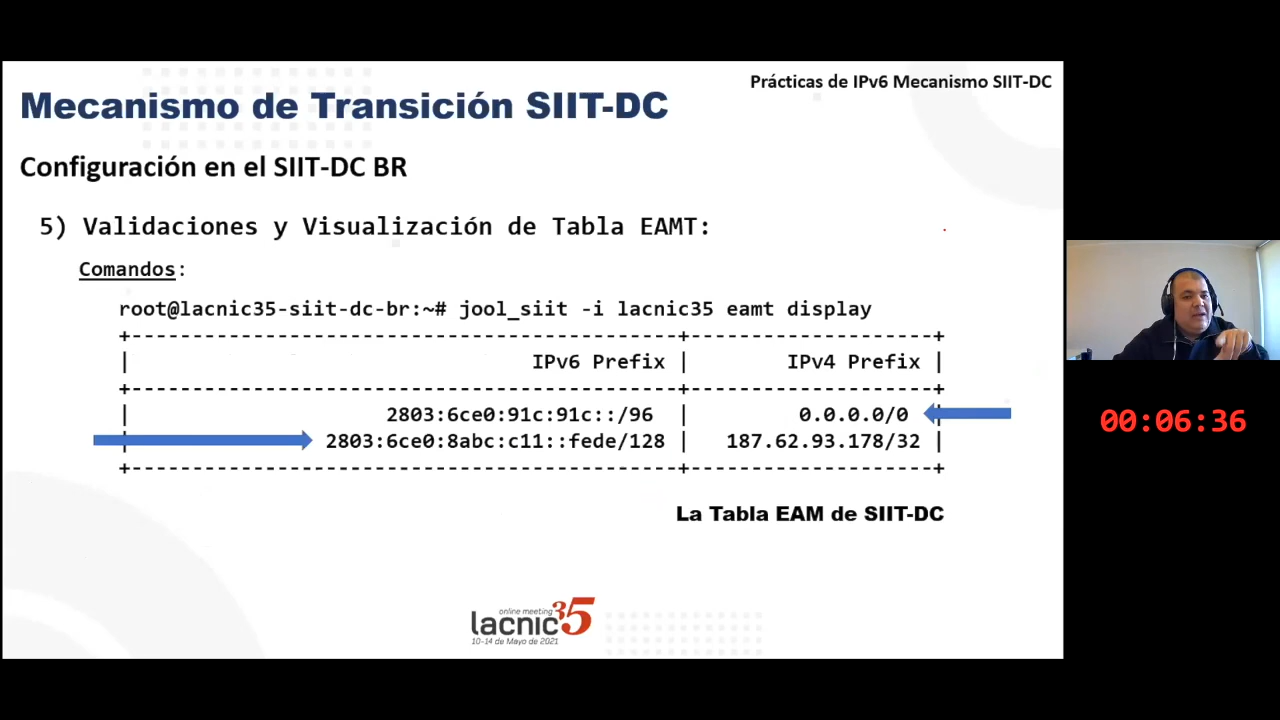 Prácticas de IPv6 Mecanismo SIIT-DC
Mecanismo de Transición SIIT-DC
Configuración en el SIIT-DC BR
5) Validaciones y Visualización de Tabla EAMT:
Comandos:
root@lacnic35-siit-dc-br:~# jool_siit -i lacnic35 eamt display
+---------------------------------------------+--------------------+
| IPv6 Prefix | IPv4 Prefix |
+---------------------------------------------+--------------------+
| 2803:6ce0:91c:91c::/96 | 0.0.0.0/0 |
| 2803:6ce0:8abc:c11::fede/128 | 187.62.93.178/32 |
+---------------------------------------------+--------------------+
La Tabla EAM de SIIT-DC
online meeting
lacnic35
10-14 de Mayo de 2021
00:06:36